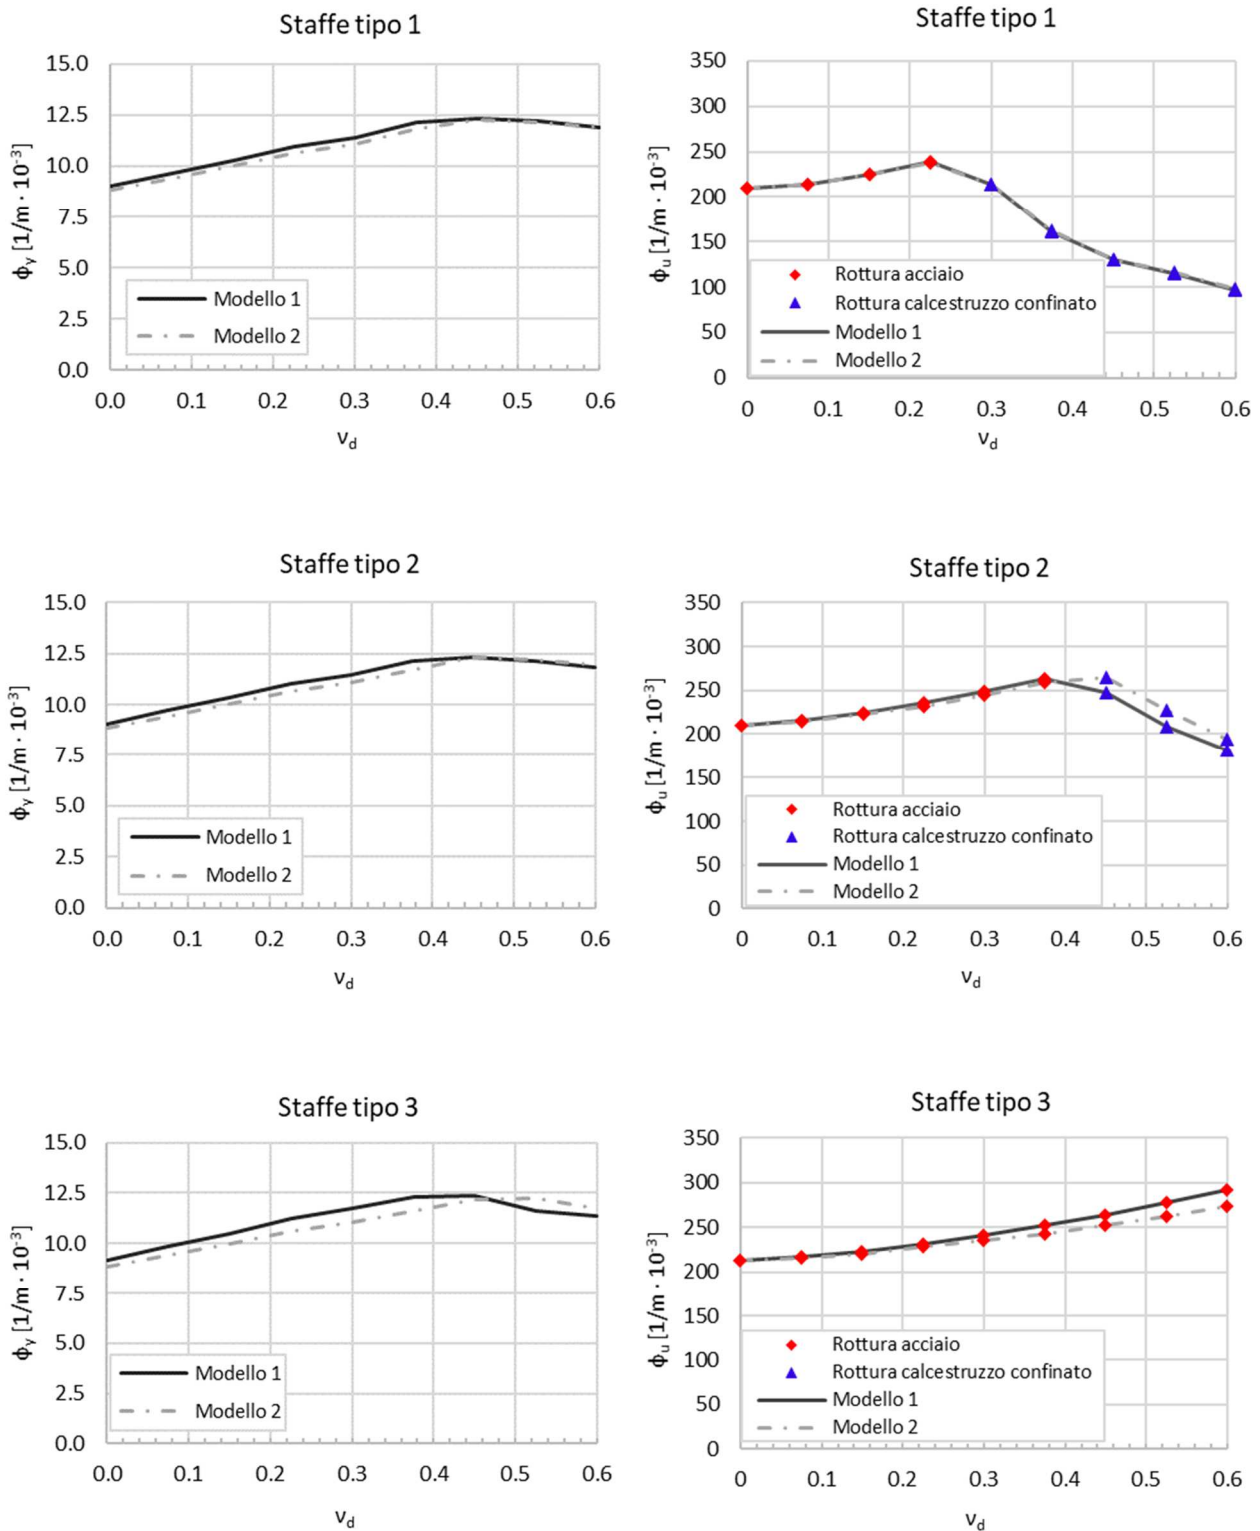 Staffe tipo 1
15.0
12.5
10.0
7.5
5.0
2.5
0.0
ϕy [1/m · 10-3]
Modello 1
Modello 2
0.0 0.1 0.2 0.3 0.4 0.5 0.6
νd
Staffe tipo 1
350
300
250
200
150
100
50
0
ϕu [1/m · 10-3]
Rottura acciaio
Rottura calcestruzzo confinato
Modello 1
Modello 2
0 0.1 0.2 0.3 0.4 0.5 0.6
νd
Staffe tipo 2
15.0
12.5
10.0
7.5
5.0
2.5
0.0
ϕy [1/m · 10-3]
Modello 1
Modello 2
0.0 0.1 0.2 0.3 0.4 0.5 0.6
νd
Staffe tipo 2
350
300
250
200
150
100
50
0
ϕu [1/m · 10-3]
Rottura acciaio
Rottura calcestruzzo confinato
Modello 1
Modello 2
0 0.1 0.2 0.3 0.4 0.5 0.6
νd
Staffe tipo 3
15.0
12.5
10.0
7.5
5.0
2.5
0.0
ϕy [1/m · 10-3]
Modello 1
Modello 2
0.0 0.1 0.2 0.3 0.4 0.5 0.6
νd
Staffe tipo 3
350
300
250
200
150
100
50
0
ϕu [1/m · 10-3]
Rottura acciaio
Rottura calcestruzzo confinato
Modello 1
Modello 2
0 0.1 0.2 0.3 0.4 0.5 0.6
νd